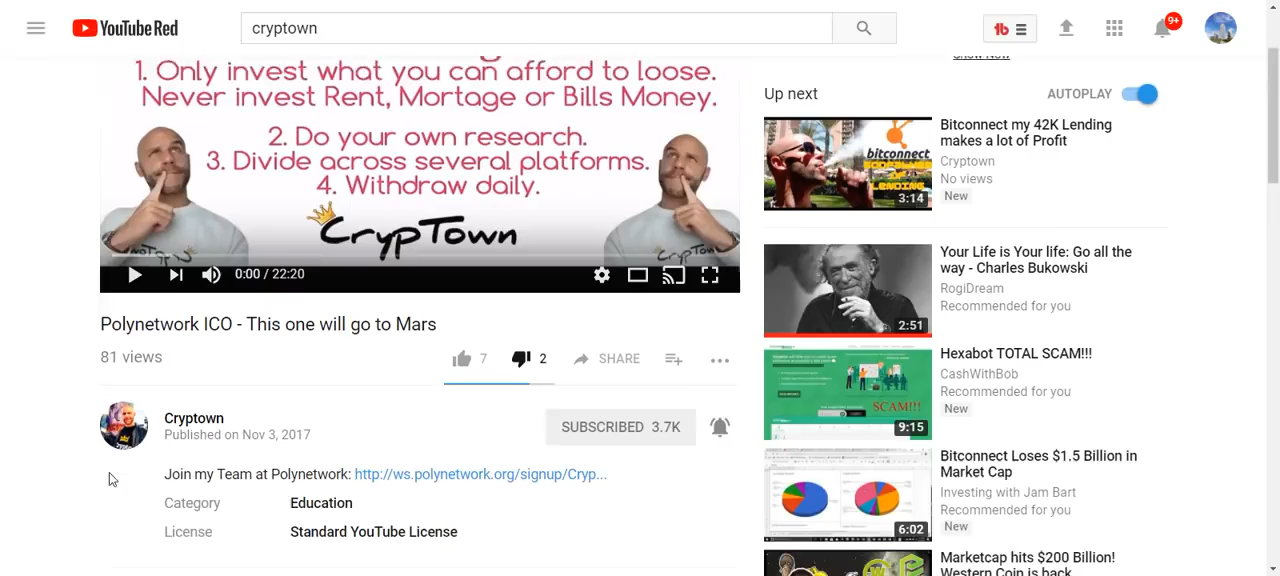 YouTube Red
cryptown
9+
1. Only invest what you can afford to loose.
Never invest Rent, Mortage or Bills Money.
2. Do your own research.
3. Divide across several platforms.
4. Withdraw daily.
CrypTown
0:00 / 22:20
Polynetwork ICO - This one will go to Mars
81 views
7
2
SHARE
Cryptown
Published on Nov 3, 2017
SUBSCRIBED 3.7K
Join my Team at Polynetwork: http://ws.polynetwork.org/signup/Cryp...
Category
Education
License
Standard YouTube License
Show Now
Up next
AUTOPLAY
bitconnect
3:14
Bitconnect my 42K Lending
makes a lot of Profit
Cryptown
No views
New
2:51
Your Life is Your life: Go all the
way - Charles Bukowski
RogiDream
Recommended for you
SCAM!!!
9:15
Hexabot TOTAL SCAM!!!
CashWithBob
Recommended for you
New
6:02
Bitconnect Loses $1.5 Billion in
Market Cap
Investing with Jam Bart
Recommended for you
New
Marketcap hits $200 Billion!
Western Coin is back